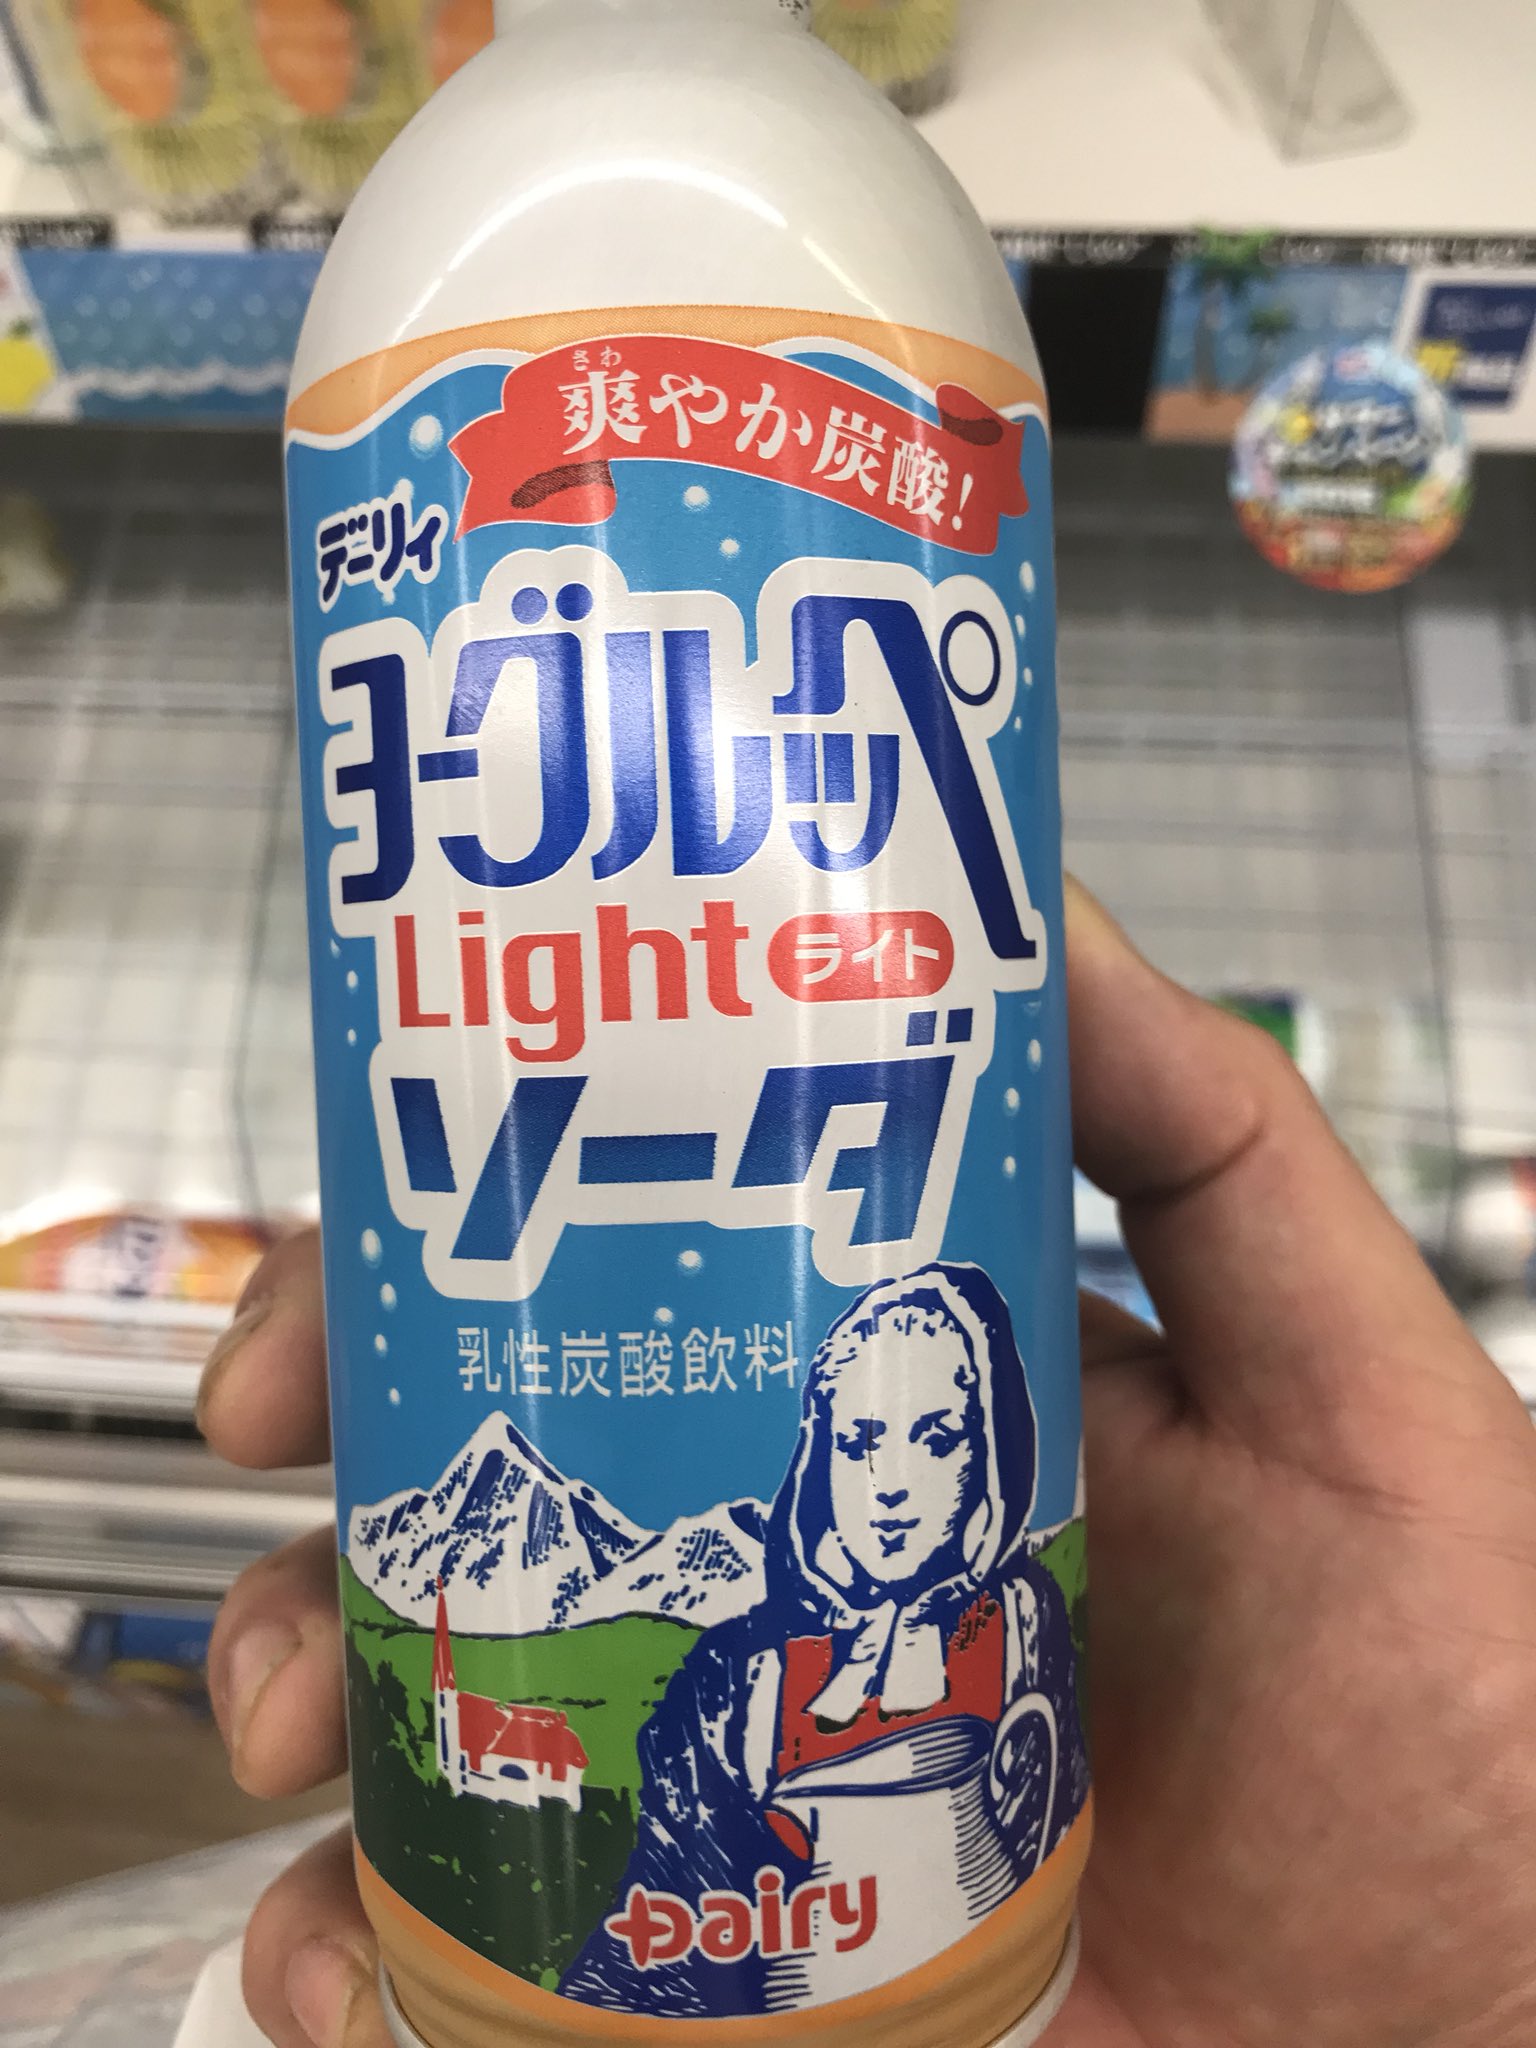 さわ
爽やか炭酸!
デーリィ
ヨーグルッペ
Light ライト
ソーダ
乳性炭酸飲料
Dairy